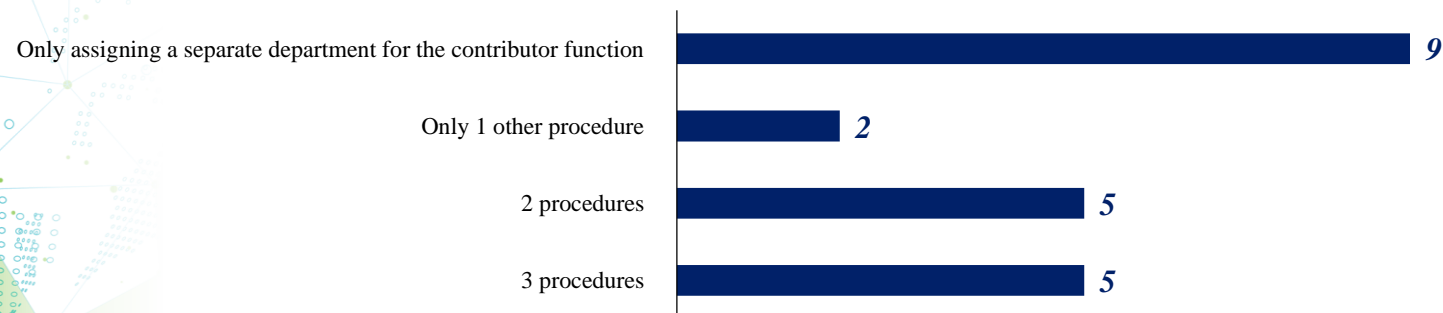 Only assigning a separate department for the contributor function 9
Only 1 other procedure 2
2 procedures 5
3 procedures 5